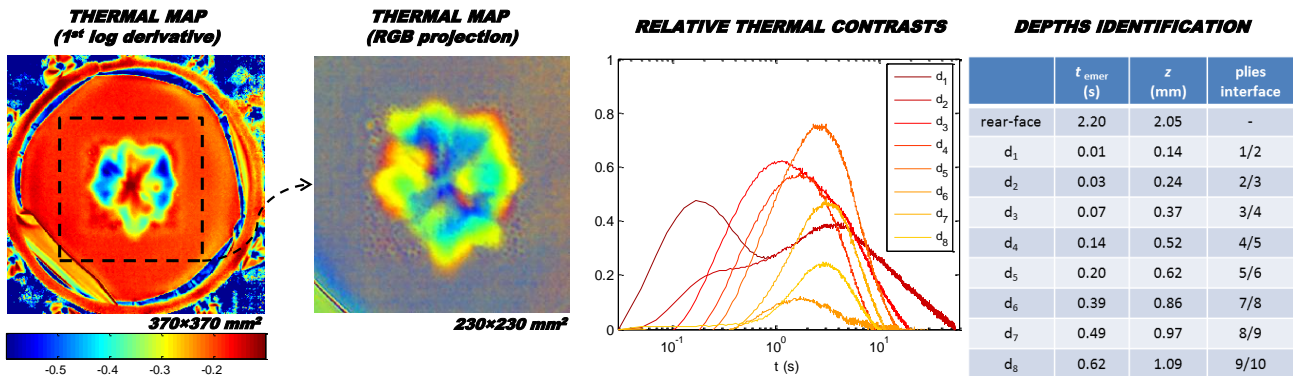 THERMAL MAP
(1st log derivative)
370×370 mm²
-0.5 -0.4 -0.3 -0.2
THERMAL MAP
(RGB projection)
230×230 mm²
RELATIVE THERMAL CONTRASTS
1
0.8
0.6
0.4
0.2
0
10-1 100 101
t (s)
d1
d2
d3
d4
d5
d6
d7
d8
DEPTHS IDENTIFICATION
t emer z plies
(s) (mm) interface
rear-face 2.20 2.05 -
d1 0.01 0.14 1/2
d2 0.03 0.24 2/3
d3 0.07 0.37 3/4
d4 0.14 0.52 4/5
d5 0.20 0.62 5/6
d6 0.39 0.86 7/8
d7 0.49 0.97 8/9
d8 0.62 1.09 9/10